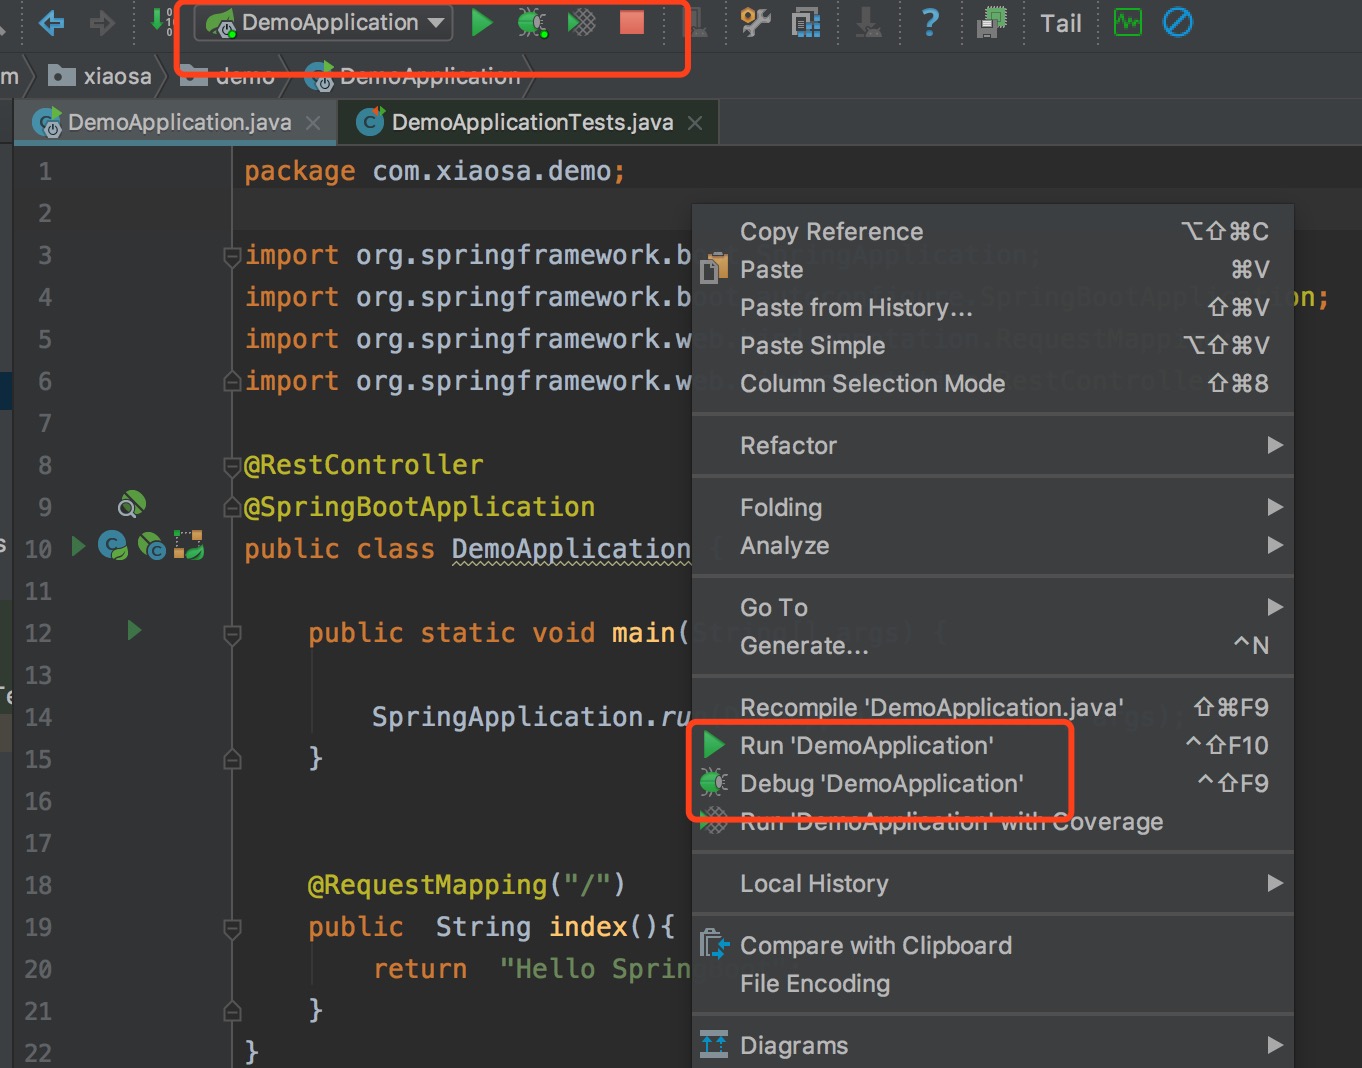 DemoApplication
Tail
m
xiaosa
demo
DemoApplication
DemoApplication.java
DemoApplicationTests.java
1 package com.xiaosa.demo;
2
3 import org.springframework.b
4 import org.springframework.b on;
5 import org.springframework.w
6 import org.springframework.w
7
8 @RestController
9 @SpringBootApplication
10 public class DemoApplication
11
12 public static void main(
13
14 SpringApplication.ru
15 }
16
17
18 @RequestMapping("/")
19 public String index(){
20 return "Hello Sprin
21 }
22 }
Copy Reference ⌥⇧⌘C
Paste ⌘V
Paste from History... ⇧⌘V
Paste Simple ⌥⇧⌘V
Column Selection Mode ⇧⌘8
Refactor
Folding
Analyze
Go To
Generate... ^N
Recompile 'DemoApplication.java' ⇧⌘F9
Run 'DemoApplication' ^⇧F10
Debug 'DemoApplication' ^⇧F9
Run 'DemoApplication' with Coverage
Local History
Compare with Clipboard
File Encoding
Diagrams